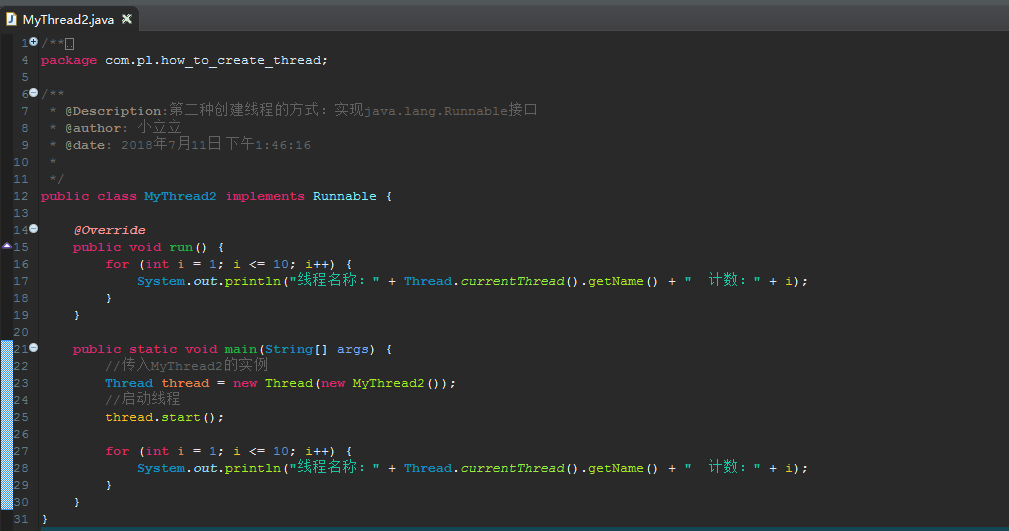 MyThread2.java
1 /**
4 package com.pl.how_to_create_thread;
5
6 /**
7  * @Description:第二种创建线程的方式：实现java.lang.Runnable接口
8  * @author: 小立立
9  * @date: 2018年7月11日 下午1:46:16
10  *
11  */
12 public class MyThread2 implements Runnable {
13
14     @Override
15     public void run() {
16         for (int i = 1; i <= 10; i++) {
17             System.out.println("线程名称：" + Thread.currentThread().getName() + "  计数：" + i);
18         }
19     }
20
21     public static void main(String[] args) {
22         //传入MyThread2的实例
23         Thread thread = new Thread(new MyThread2());
24         //启动线程
25         thread.start();
26
27         for (int i = 1; i <= 10; i++) {
28             System.out.println("线程名称：" + Thread.currentThread().getName() + "  计数：" + i);
29         }
30     }
31 }